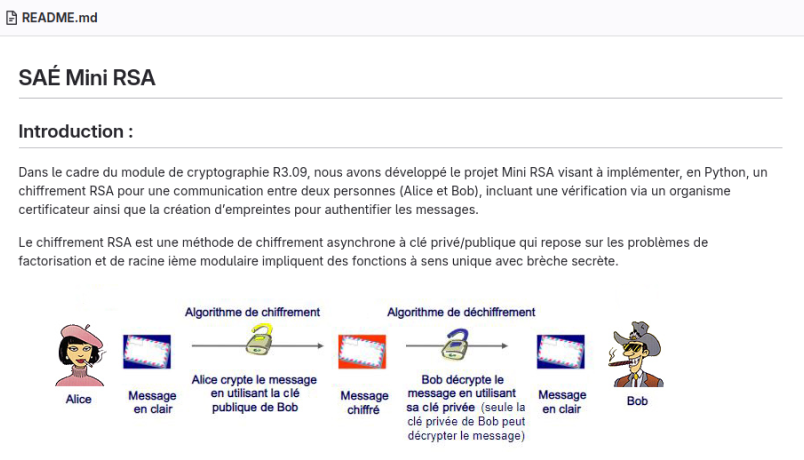 README.md
SAÉ Mini RSA
Introduction :
Dans le cadre du module de cryptographie R3.09, nous avons développé le projet Mini RSA visant à implémenter, en Python, un
chiffrement RSA pour une communication entre deux personnes (Alice et Bob), incluant une vérification via un organisme
certificateur ainsi que la création d'empreintes pour authentifier les messages.
Le chiffrement RSA est une méthode de chiffrement asynchrone à clé privé/publique qui repose sur les problèmes de
factorisation et de racine ième modulaire impliquent des fonctions à sens unique avec brèche secrète.
Algorithme de chiffrement
Algorithme de déchiffrement
Alice
Message
en clair
Alice crypte le message
en utilisant la clé
publique de Bob
Message
chiffré
Bob décrypte le
message en utilisant
sa clé privée (seule la
clé privée de Bob peut
décrypter le message)
Message
en clair
Bob